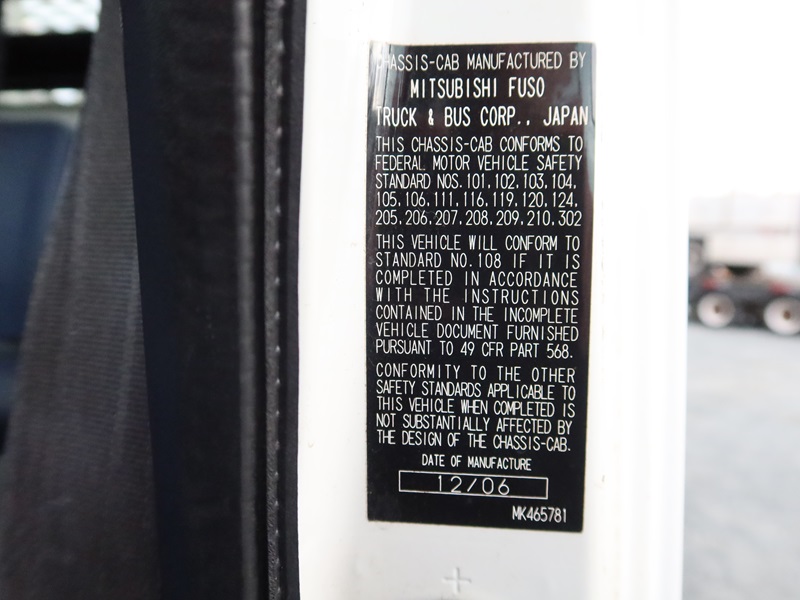 CHASSIS-CAB MANUFACTURED BY
MITSUBISHI FUSO
TRUCK & BUS CORP., JAPAN
THIS CHASSIS-CAB CONFORMS TO
FEDERAL MOTOR VEHICLE SAFETY
STANDARD NOS. 101, 102, 103, 104,
105, 106, 111, 116, 119, 120, 124,
205, 206, 207, 208, 209, 210, 302
THIS VEHICLE WILL CONFORM TO
STANDARD NO. 108 IF IT IS
COMPLETED IN ACCORDANCE
WITH THE INSTRUCTIONS
CONTAINED IN THE INCOMPLETE
VEHICLE DOCUMENT FURNISHED
PURSUANT TO 49 CFR PART 568.
CONFORMITY TO THE OTHER
SAFETY STANDARDS APPLICABLE TO
THIS VEHICLE WHEN COMPLETED IS
NOT SUBSTANTIALLY AFFECTED BY
THE DESIGN OF THE CHASSIS-CAB.
DATE OF MANUFACTURE
12/06
MK465781